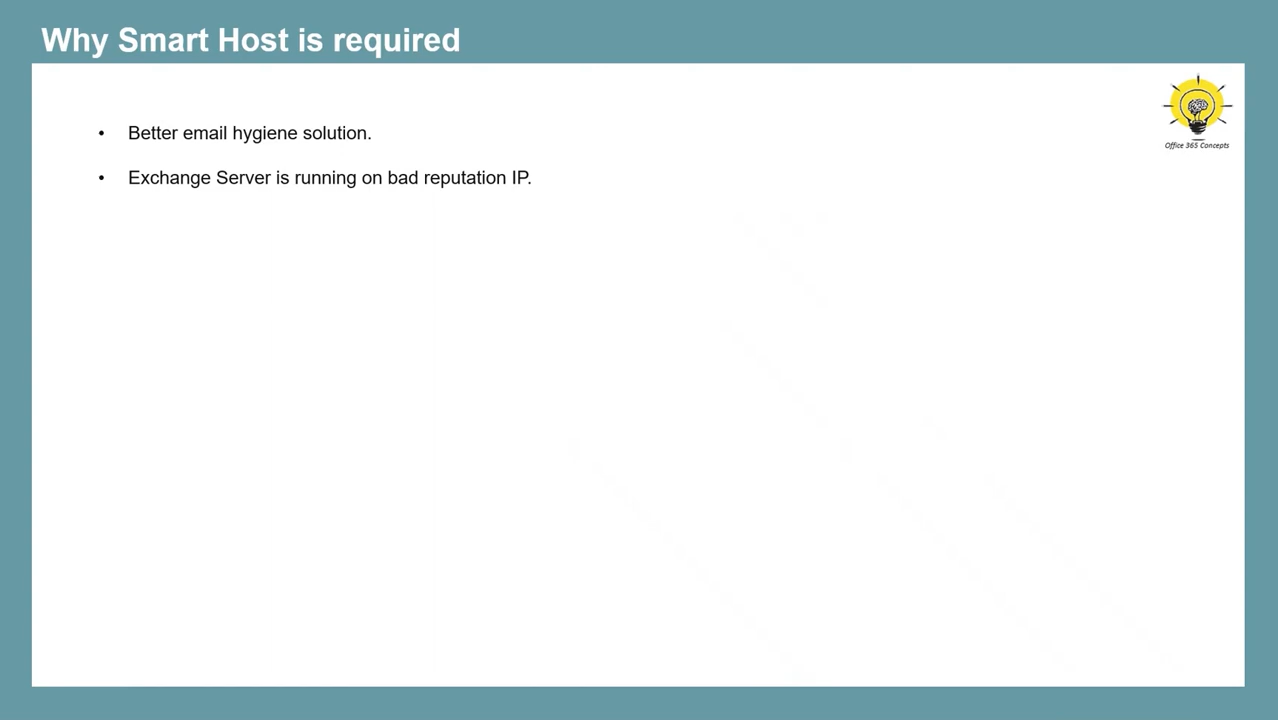 Why Smart Host is required
Office 365 Concepts
• Better email hygiene solution.
• Exchange Server is running on bad reputation IP.